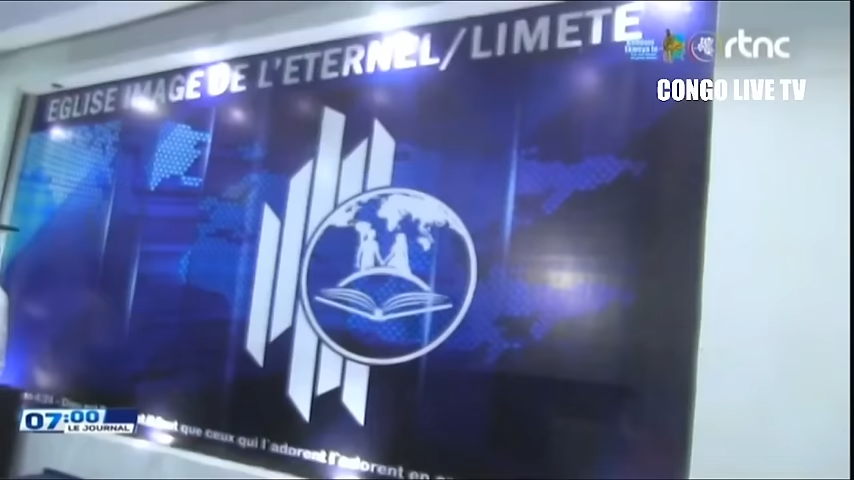 EGLISE IMAGE DE L'ETERNEL/LIMETE
rtnc
CONGO LIVE TV
07:00
LE JOURNAL
que ceux qui l'adorent l'adorent en